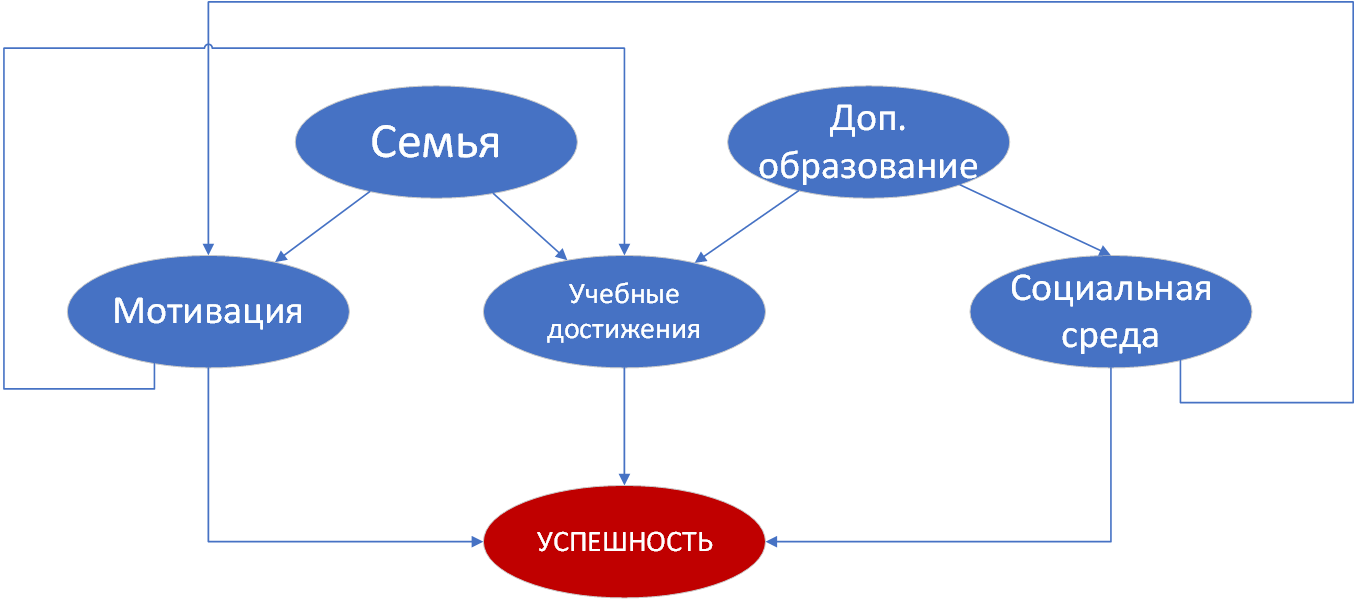 Семья
Доп.
образование
Мотивация
Учебные
достижения
Социальная
среда
УСПЕШНОСТЬ